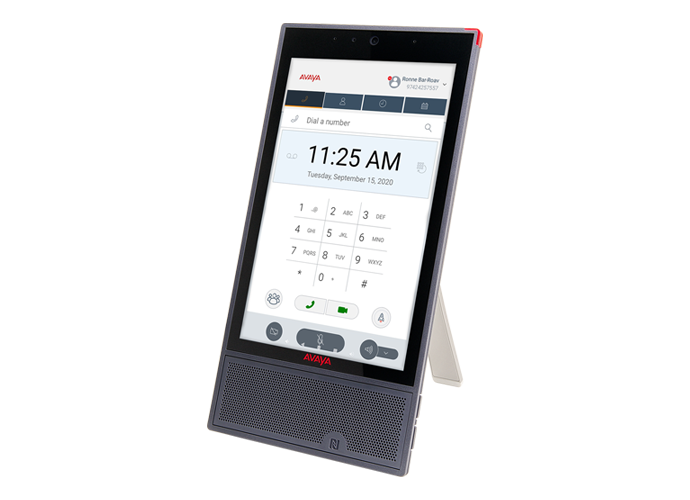 AVAYA
Ronne Bar-Roav
97424257557
Dial a number
11:25 AM
Tuesday, September 15, 2020
1
2 ABC
3 DEF
4 GHI
5 JKL
6 MNO
7 PQRS
8 TUV
9 WXYZ
*
0 +
#
AVAYA